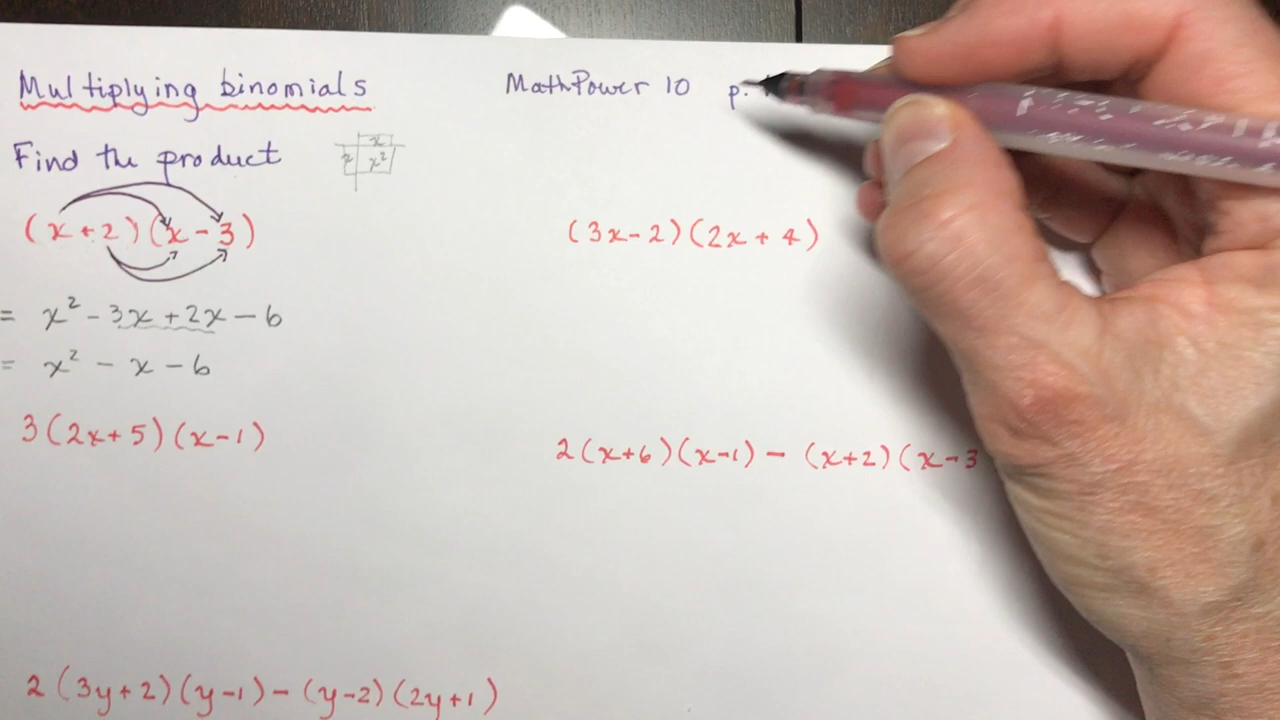 Multiplying binomials
MathPower 10 p.
Find the product
x
x x²
(x+2)(x-3)
= x² - 3x + 2x - 6
= x² - x - 6
(3x-2)(2x + 4)
3(2x+5)(x-1)
2(x+6)(x-1) - (x+2)(x-3
2(3y+2)(y-1) - (y-2)(2y+1)